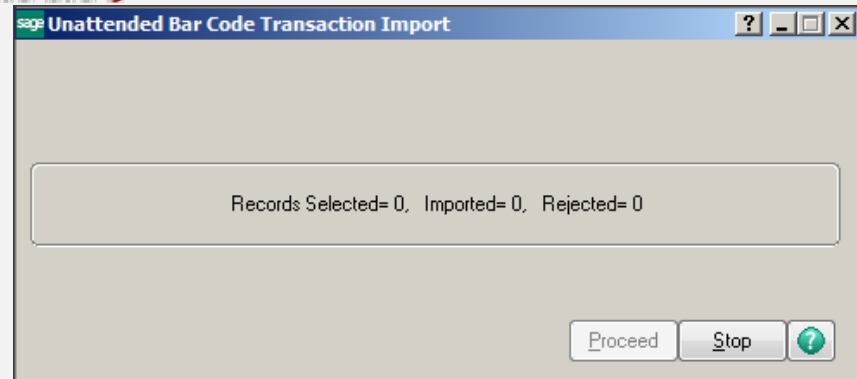 sage Unattended Bar Code Transaction Import ?
Records Selected= 0, Imported= 0, Rejected= 0
Proceed Stop ?